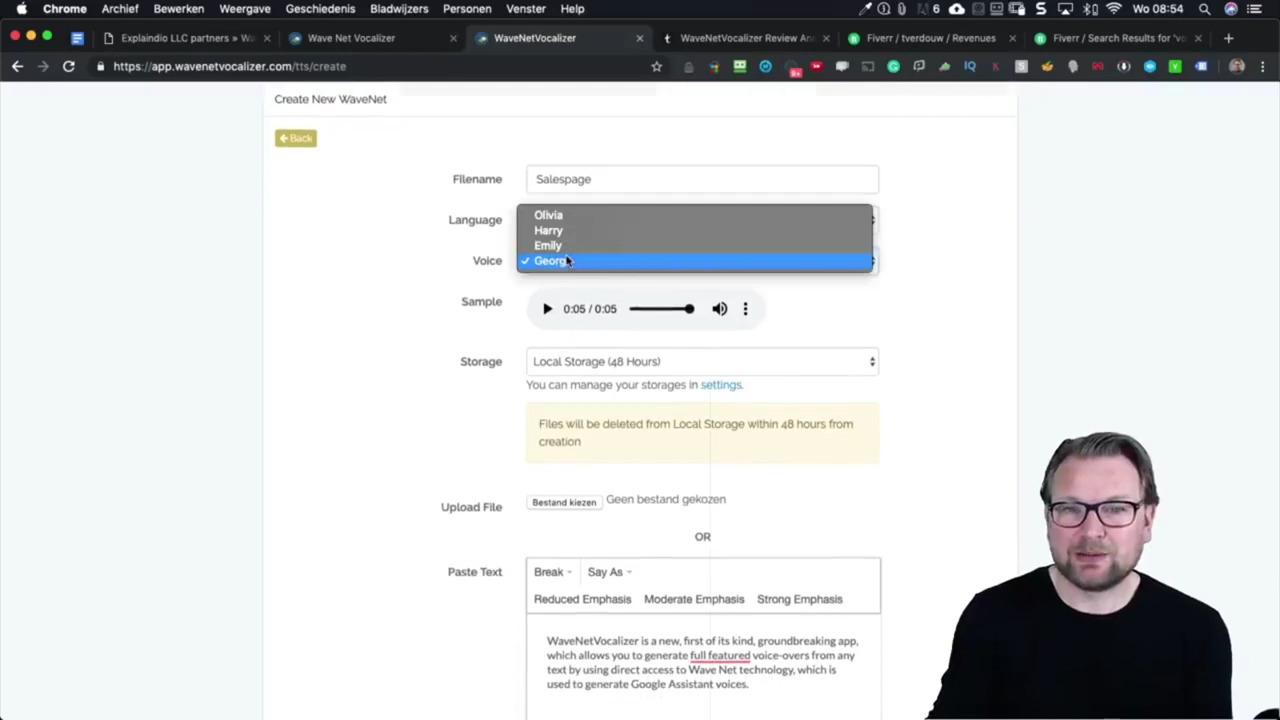 Chrome Archief Bewerken Weergave Geschiedenis Bladwijzers Personen Venster Help 6 Wo 08:54
Explaindio LLC partners » Wa Wave Net Vocalizer WaveNetVocalizer WaveNetVocalizer Review An Fiverr / tverdouw / Revenues Fiverr / Search Results for 'vo
https://app.wavenetvocalizer.com/tts/create
Create New WaveNet
Back
Filename Salespage
Language
Olivia
Harry
Emily
Voice
Sample 0:05 / 0:05
Storage Local Storage (48 Hours)
You can manage your storages in settings.
Files will be deleted from Local Storage within 48 hours from
creation
Upload File Bestand kiezen Geen bestand gekozen
OR
Paste Text Break Say As
Reduced Emphasis Moderate Emphasis Strong Emphasis
WaveNetVocalizer is a new, first of its kind, groundbreaking app,
which allows you to generate full featured voice-overs from any
text by using direct access to Wave Net technology, which is
used to generate Google Assistant voices.